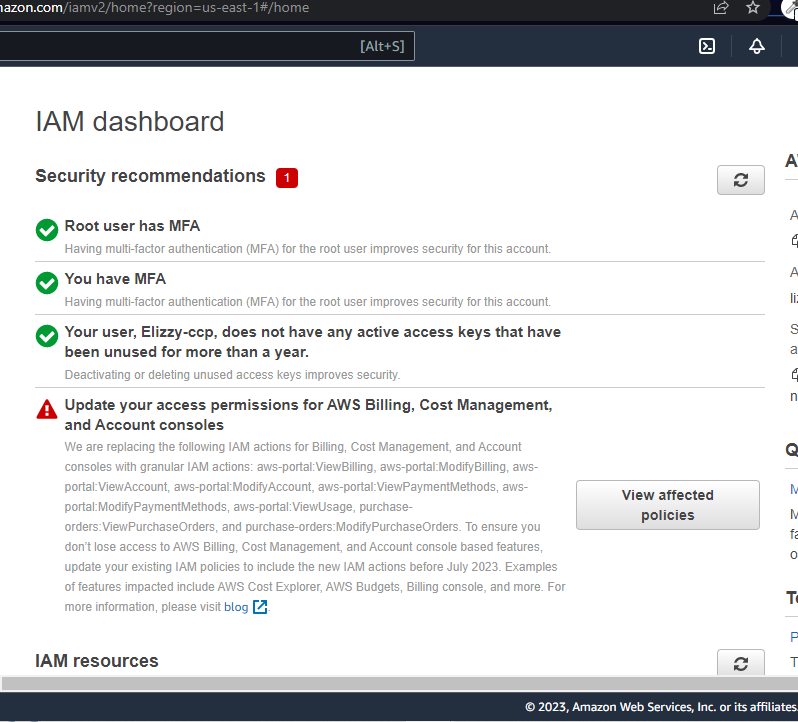 nazon.com/iamv2/home?region=us-east-1#/home
[Alt+S]
IAM dashboard
Security recommendations 1
Root user has MFA
Having multi-factor authentication (MFA) for the root user improves security for this account.
You have MFA
Having multi-factor authentication (MFA) for the root user improves security for this account.
Your user, Elizzy-ccp, does not have any active access keys that have
been unused for more than a year.
Deactivating or deleting unused access keys improves security.
Update your access permissions for AWS Billing, Cost Management,
and Account consoles
We are replacing the following IAM actions for Billing, Cost Management, and Account
consoles with granular IAM actions: aws-portal:ViewBilling, aws-portal:ModifyBilling, aws-
portal:ViewAccount, aws-portal:ModifyAccount, aws-portal:ViewPaymentMethods, aws-
portal:ModifyPaymentMethods, aws-portal:ViewUsage, purchase-
orders:ViewPurchaseOrders, and purchase-orders:ModifyPurchaseOrders. To ensure you
don't lose access to AWS Billing, Cost Management, and Account console based features,
update your existing IAM policies to include the new IAM actions before July 2023. Examples
of features impacted include AWS Cost Explorer, AWS Budgets, Billing console, and more. For
more information, please visit blog .
View affected
policies
IAM resources
© 2023, Amazon Web Services, Inc. or its affiliates.